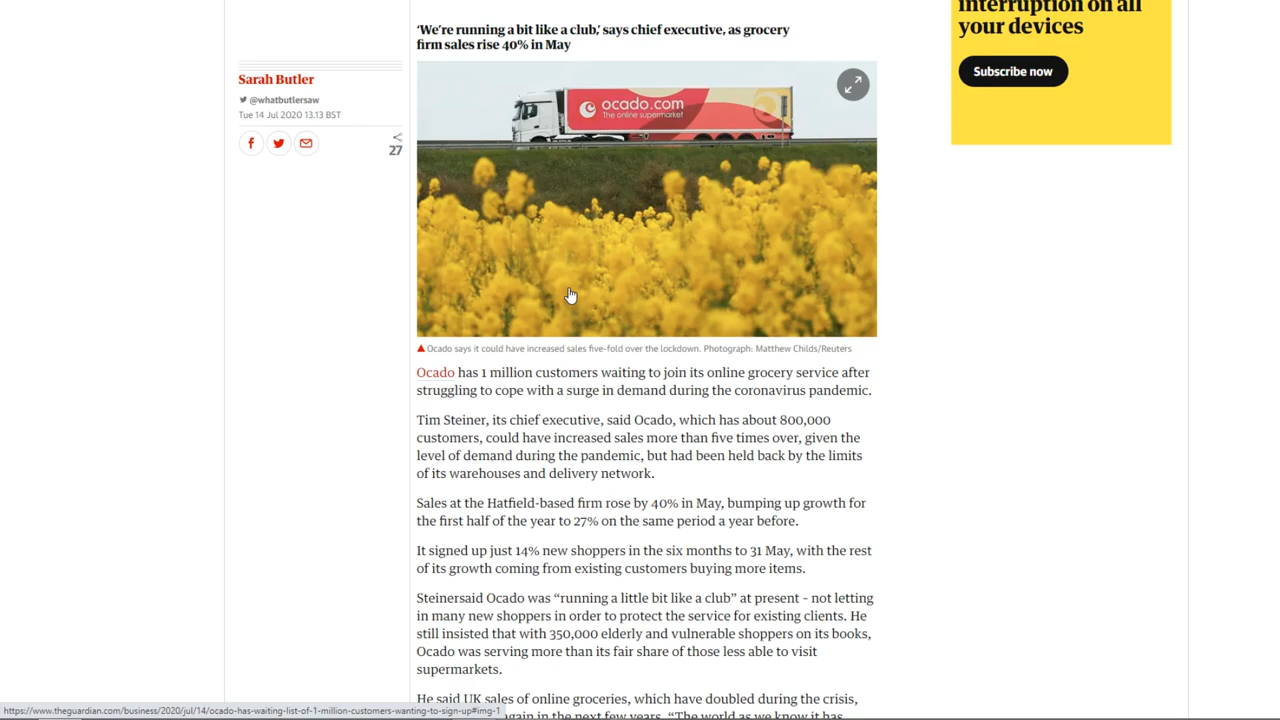 interruption on all
your devices
Subscribe now
‘We’re running a bit like a club,’ says chief executive, as grocery
firm sales rise 40% in May
Sarah Butler
@whatbutlersaw
Tue 14 Jul 2020 13.13 BST
27
ocado.com
The online supermarket
Ocado says it could have increased sales five-fold over the lockdown. Photograph: Matthew Childs/Reuters
Ocado has 1 million customers waiting to join its online grocery service after
struggling to cope with a surge in demand during the coronavirus pandemic.
Tim Steiner, its chief executive, said Ocado, which has about 800,000
customers, could have increased sales more than five times over, given the
level of demand during the pandemic, but had been held back by the limits
of its warehouses and delivery network.
Sales at the Hatfield-based firm rose by 40% in May, bumping up growth for
the first half of the year to 27% on the same period a year before.
It signed up just 14% new shoppers in the six months to 31 May, with the rest
of its growth coming from existing customers buying more items.
Steinersaid Ocado was “running a little bit like a club” at present – not letting
in many new shoppers in order to protect the service for existing clients. He
still insisted that with 350,000 elderly and vulnerable shoppers on its books,
Ocado was serving more than its fair share of those less able to visit
supermarkets.
He said UK sales of online groceries, which have doubled during the crisis,
again in the next few years. “The world as we know it has
https://www.theguardian.com/business/2020/jul/14/ocado-has-waiting-list-of-1-million-customers-wanting-to-sign-up#img-1